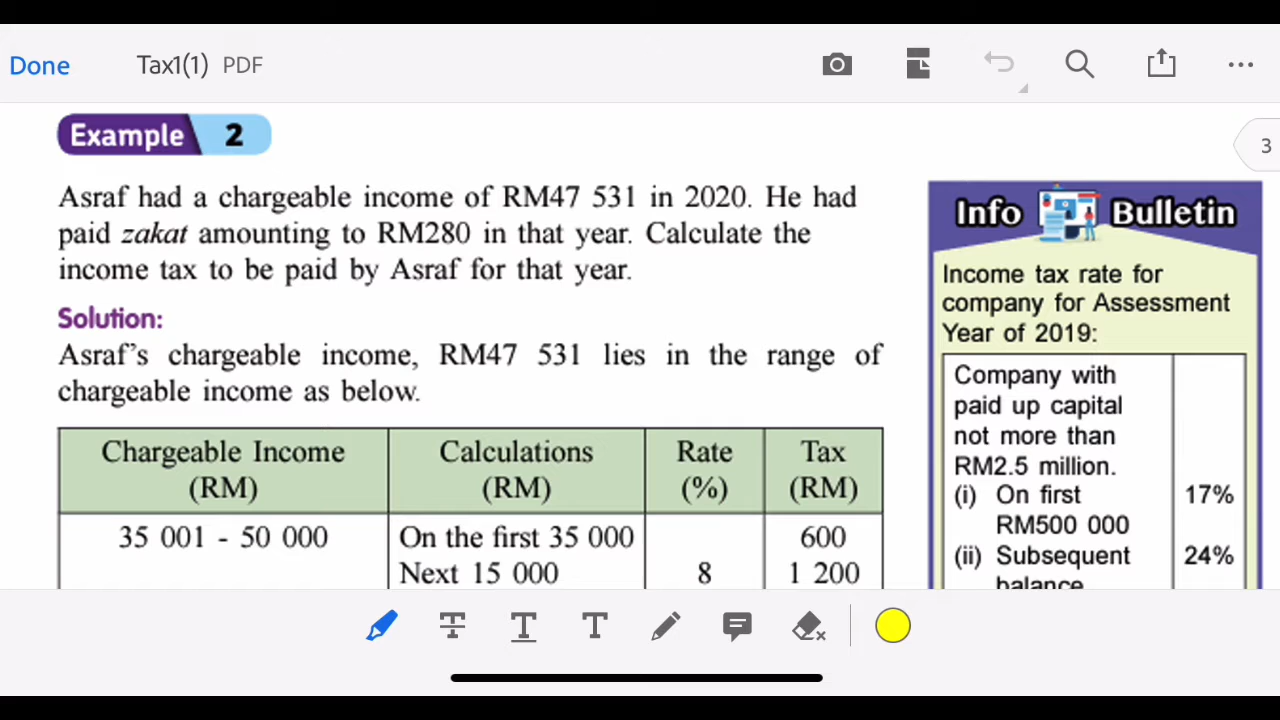 Done Tax1(1) PDF
Example 2
3
Asraf had a chargeable income of RM47 531 in 2020. He had
paid zakat amounting to RM280 in that year. Calculate the
income tax to be paid by Asraf for that year.
Solution:
Asraf's chargeable income, RM47 531 lies in the range of
chargeable income as below.
Chargeable Income (RM) Calculations (RM) Rate (%) Tax (RM)
35 001 - 50 000 On the first 35 000 600
Next 15 000 8 1 200
Info Bulletin
Income tax rate for
company for Assessment
Year of 2019:
Company with
paid up capital
not more than
RM2.5 million.
(i) On first 17%
RM500 000
(ii) Subsequent 24%
balance